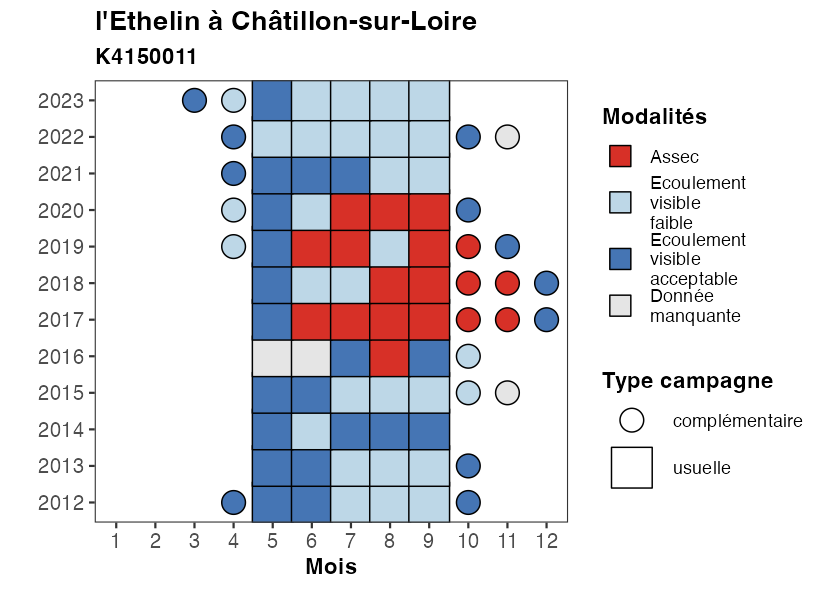 l'Ethelin à Châtillon-sur-Loire
K4150011
2023
2022
2021
2020
2019
2018
2017
2016
2015
2014
2013
2012
1 2 3 4 5 6 7 8 9 10 11 12
Mois
Modalités
Assec
Ecoulement
visible
faible
Ecoulement
visible
acceptable
Donnée
manquante
Type campagne
complémentaire
usuelle